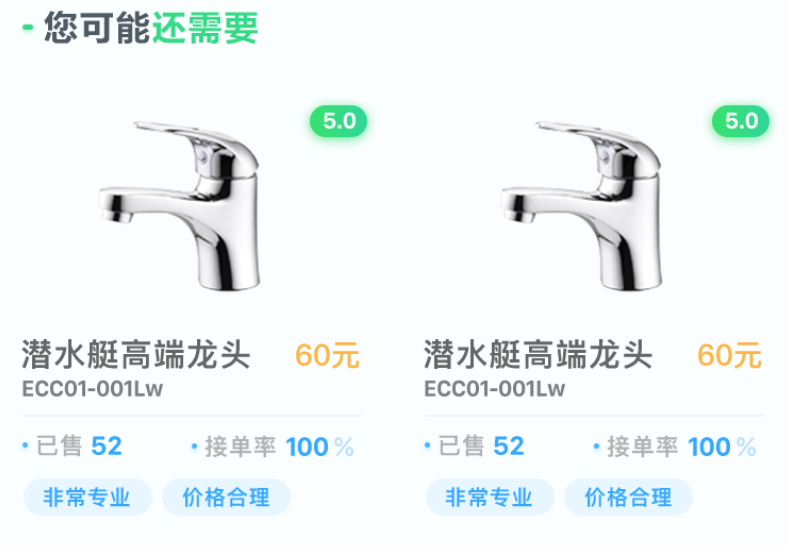 您可能还需要
5.0 5.0
潜水艇高端龙头 60元 潜水艇高端龙头 60元
ECC01-001Lw ECC01-001Lw
已售 52 接单率 100% 已售 52 接单率 100%
非常专业 价格合理 非常专业 价格合理